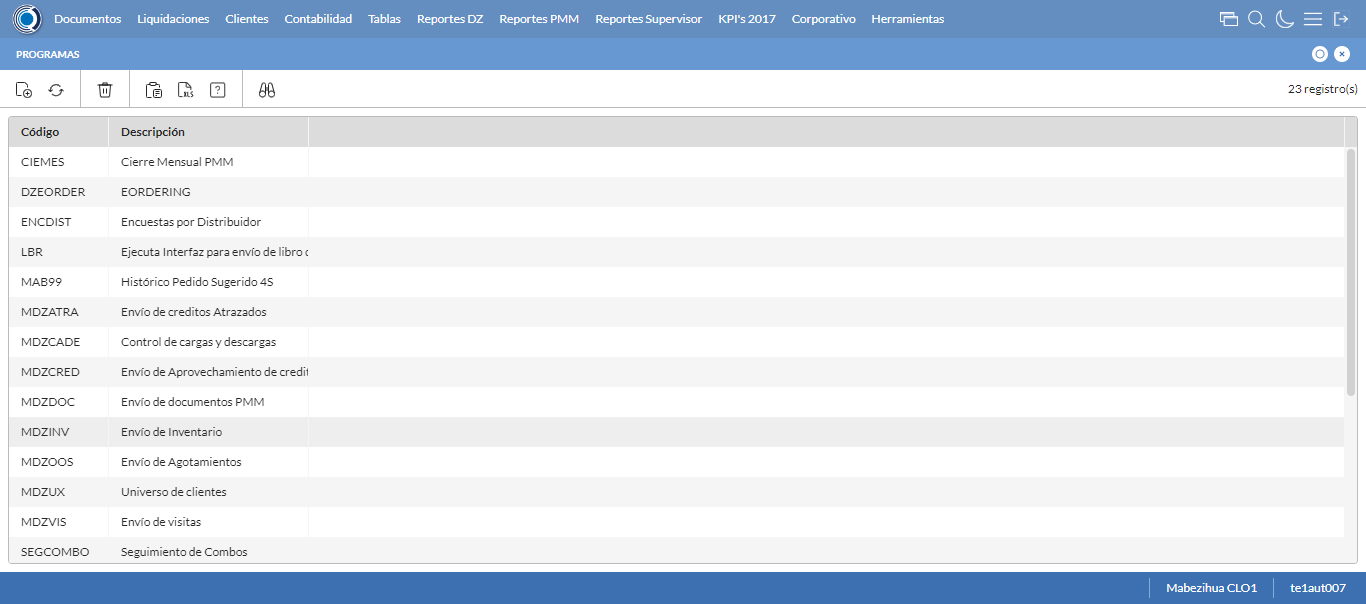 Documentos Liquidaciones Clientes Contabilidad Tablas Reportes DZ Reportes PMM Reportes Supervisor KPI's 2017 Corporativo Herramientas
PROGRAMAS
XLS ? 23 registro(s)
Código Descripción
CIEMES Cierre Mensual PMM
DZEORDER EORDERING
ENCDIST Encuestas por Distribuidor
LBR Ejecuta Interfaz para envío de libro
MAB99 Histórico Pedido Sugerido 4S
MDZATRA Envío de creditos Atrazados
MDZCADE Control de cargas y descargas
MDZCRED Envío de Aprovechamiento de credit
MDZDOC Envío de documentos PMM
MDZINV Envío de Inventario
MDZOOS Envío de Agotamientos
MDZUX Universo de clientes
MDZVIS Envío de visitas
SEGCOMBO Seguimiento de Combos
Mabezihua CLO1 te1aut007